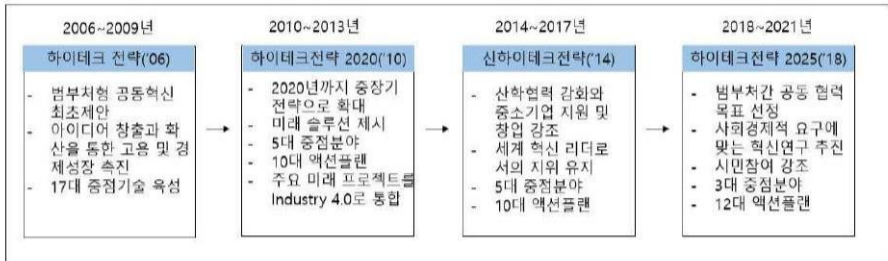 2006~2009년
하이테크 전략('06)
- 범부처형 공동혁신
최초제안
- 아이디어 창출과 확
산을 통한 고용 및 경
제성장 촉진
- 17대 중점기술 육성
2010~2013년
하이테크전략 2020('10)
- 2020년까지 중장기
전략으로 확대
- 미래 솔루션 제시
- 5대 중점분야
- 10대 액션플랜
- 주요 미래 프로젝트를
Industry 4.0로 통합
2014~2017년
신하이테크전략('14)
- 산학협력 감화와
중소기업 지원 및
창업 강조
- 세계 혁신 리더로
서의 지위 유지
- 5대 중점분야
- 10대 액션플랜
2018~2021년
하이테크전략 2025('18)
- 범부처간 공동 협력
목표 선정
- 사회경제적 요구에
맞는 혁신연구 추진
- 시민참여 강조
- 3대 중점분야
- 12대 액션플랜